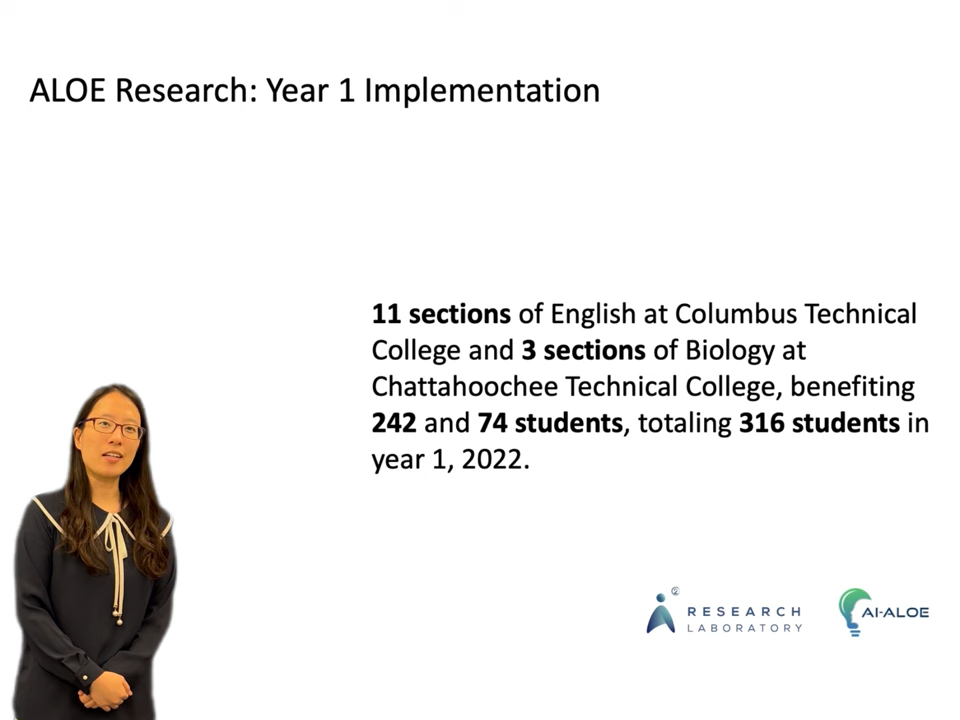 ALOE Research: Year 1 Implementation
11 sections of English at Columbus Technical
College and 3 sections of Biology at
Chattahoochee Technical College, benefiting
242 and 74 students, totaling 316 students in
year 1, 2022.
②
RESEARCH
LABORATORY
AI-ALOE